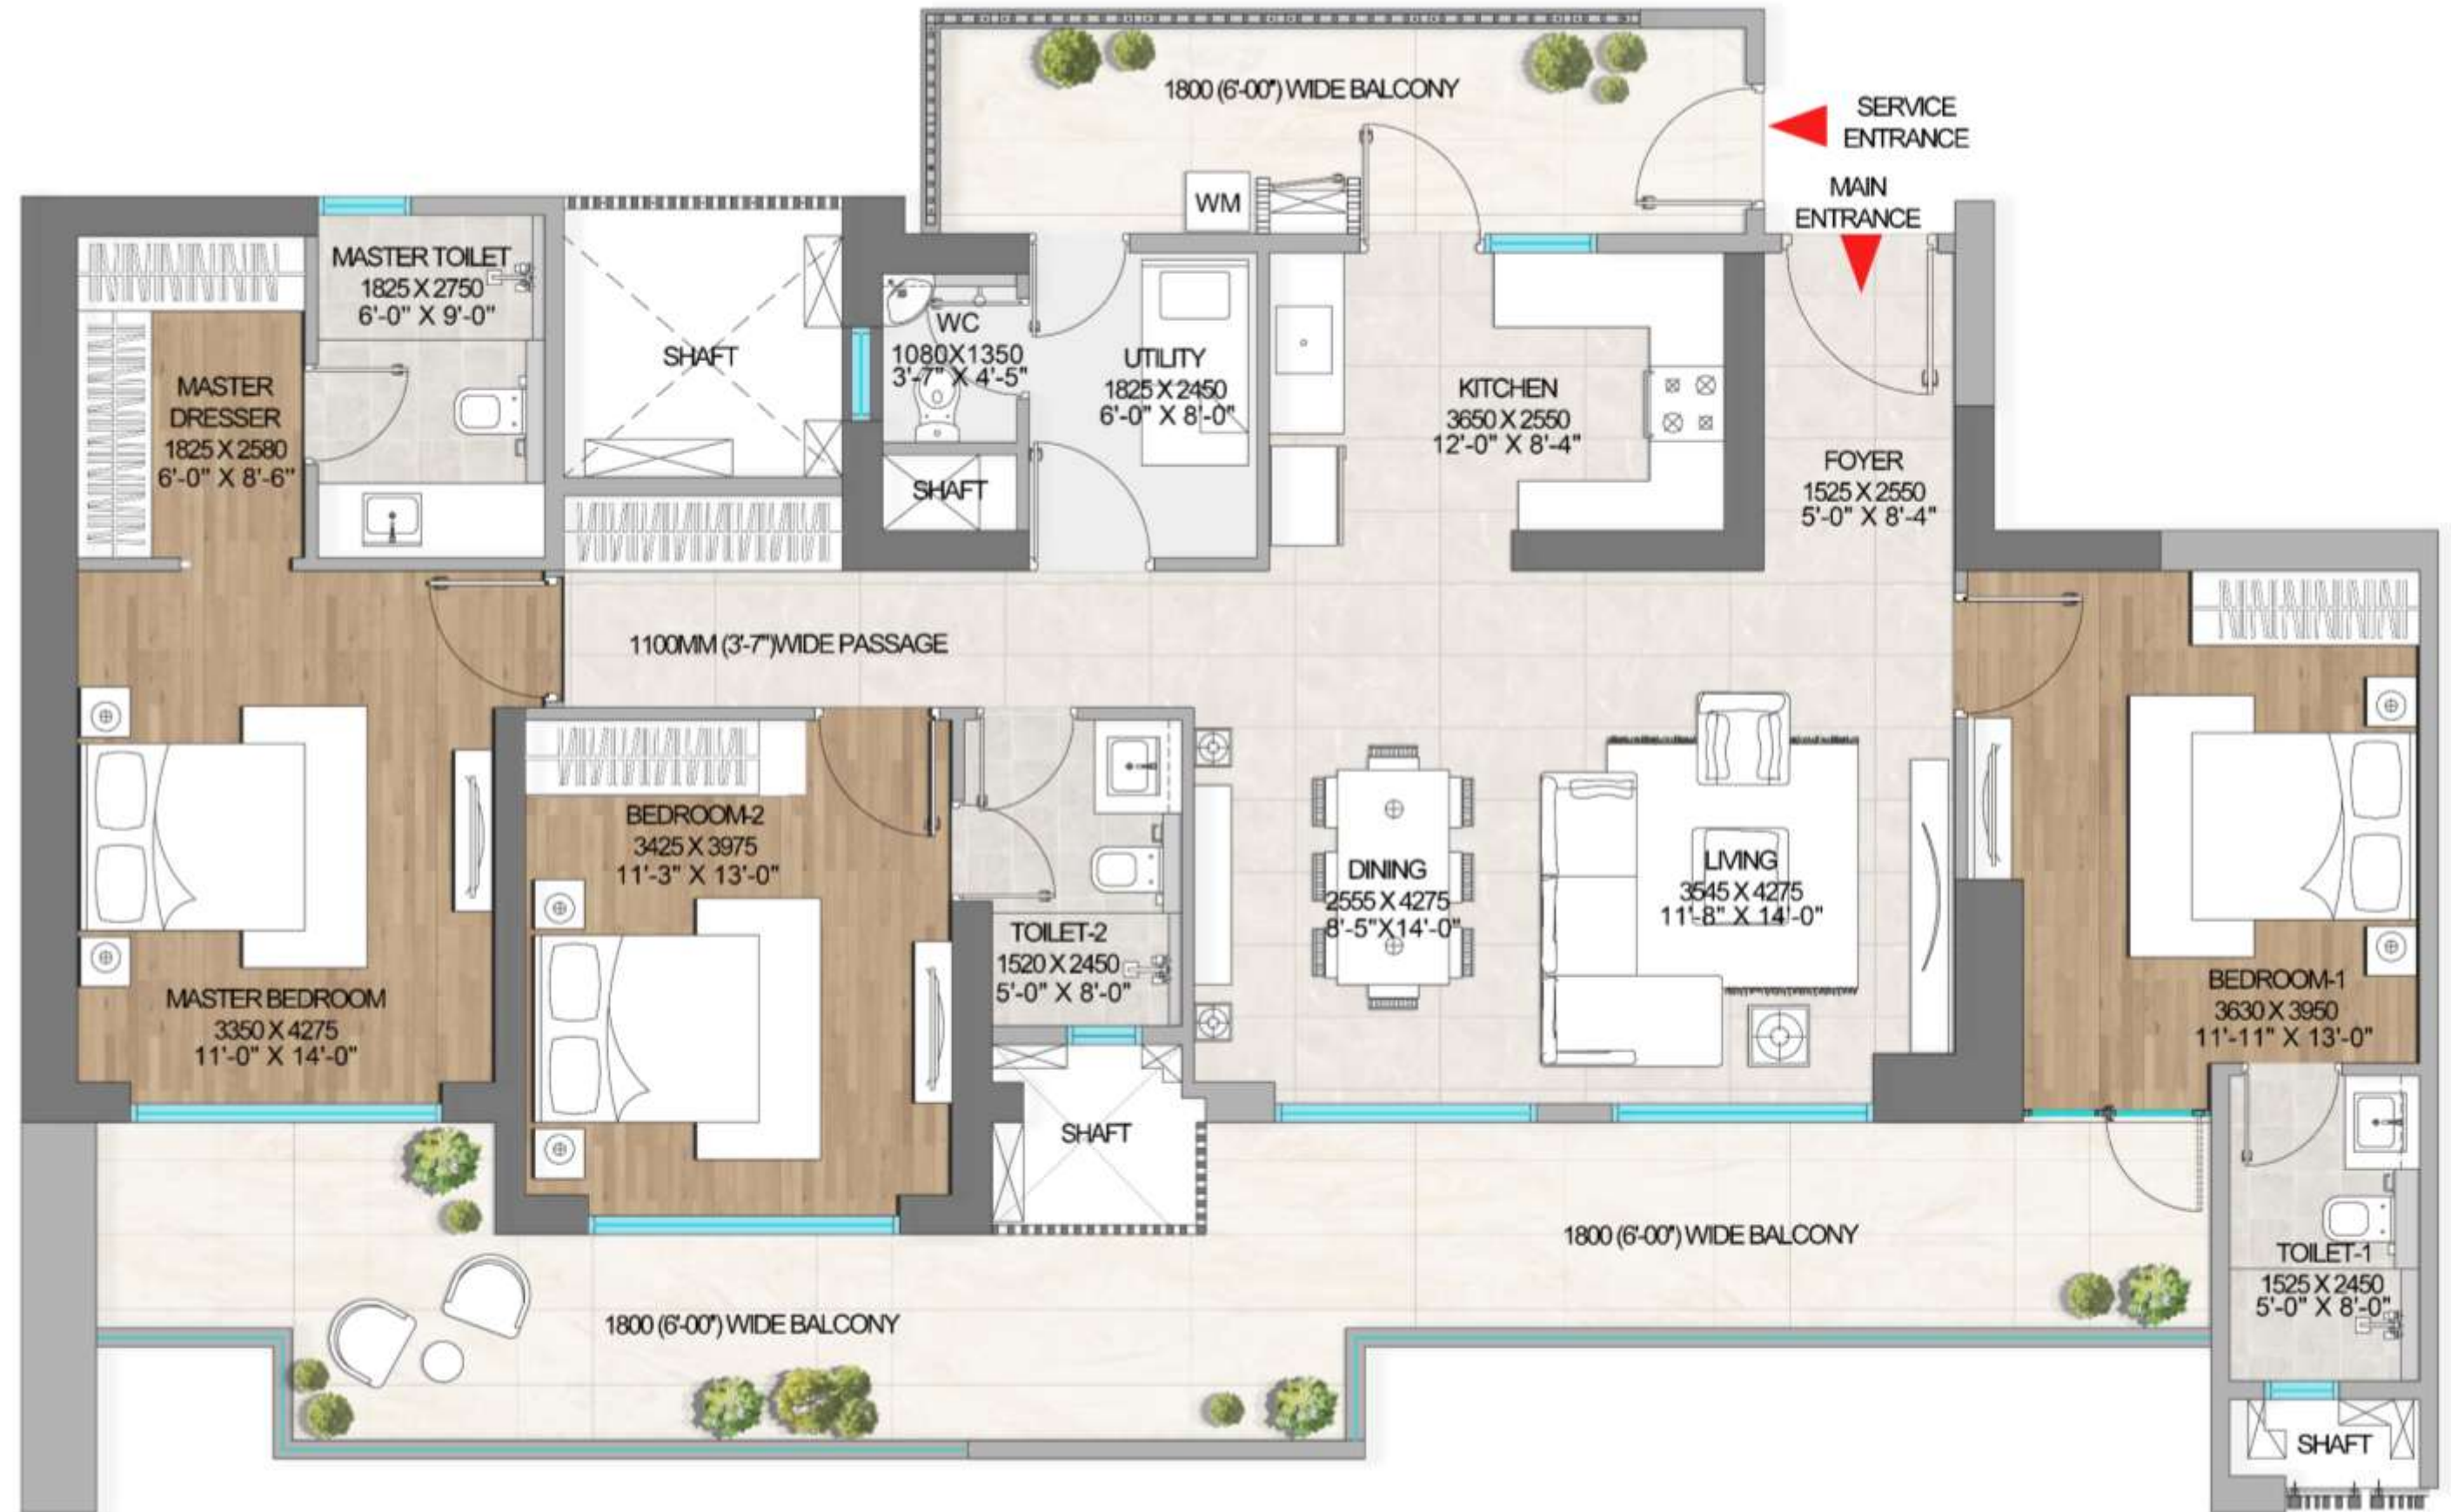 1800 (6'-00") WIDE BALCONY
SERVICE
ENTRANCE
MAIN
ENTRANCE
WM
MASTER TOILET
1825 X 2750
6'-0" X 9'-0"
SHAFT
WC
1080X1350
3'-7" X 4'-5"
UTILITY
1825 X 2450
6'-0" X 8'-0"
MASTER
DRESSER
1825 X 2580
6'-0" X 8'-6"
KITCHEN
3650 X 2550
12'-0" X 8'-4"
SHAFT
FOYER
1525 X 2550
5'-0" X 8'-4"
1100MM (3'-7")WIDE PASSAGE
BEDROOM-2
3425 X 3975
11'-3" X 13'-0"
DINING
2555 X 4275
8'-5"X14'-0"
LIVING
3545 X 4275
11'-8" X 14'-0"
TOILET-2
1520 X 2450
5'-0" X 8'-0"
MASTER BEDROOM
3350 X 4275
11'-0" X 14'-0"
BEDROOM-1
3630 X 3950
11'-11" X 13'-0"
SHAFT
1800 (6'-00") WIDE BALCONY
TOILET-1
1525 X 2450
5'-0" X 8'-0"
1800 (6'-00") WIDE BALCONY
SHAFT